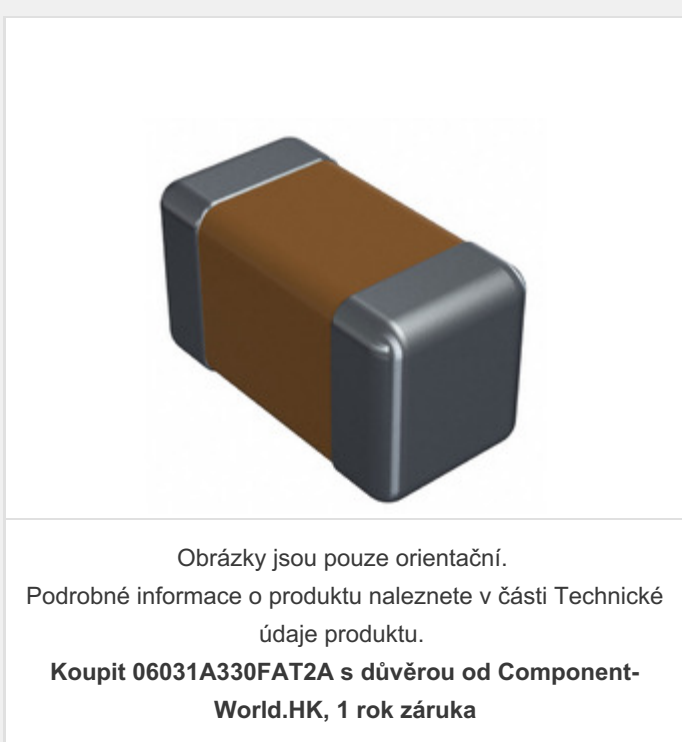 Obrázky jsou pouze orientační.
Podrobné informace o produktu naleznete v části Technické
údaje produktu.
Koupit 06031A330FAT2A s důvěrou od Component-
World.HK, 1 rok záruka